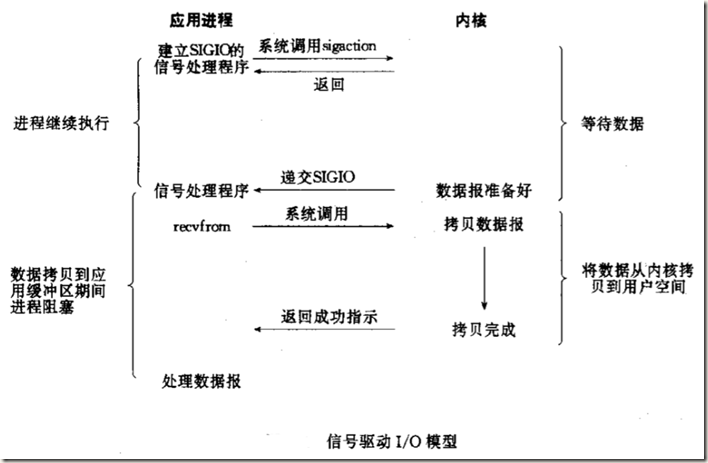 应用进程
内核
建立SIGIO的
信号处理程序
系统调用sigaction
返回
进程继续执行
等待数据
递交SIGIO
信号处理程序
数据报准备好
系统调用
recvfrom
拷贝数据报
数据拷贝到应
用缓冲区期间
进程阻塞
将数据从内核拷
贝到用户空间
返回成功指示
拷贝完成
处理数据报
信号驱动 I/O 模型